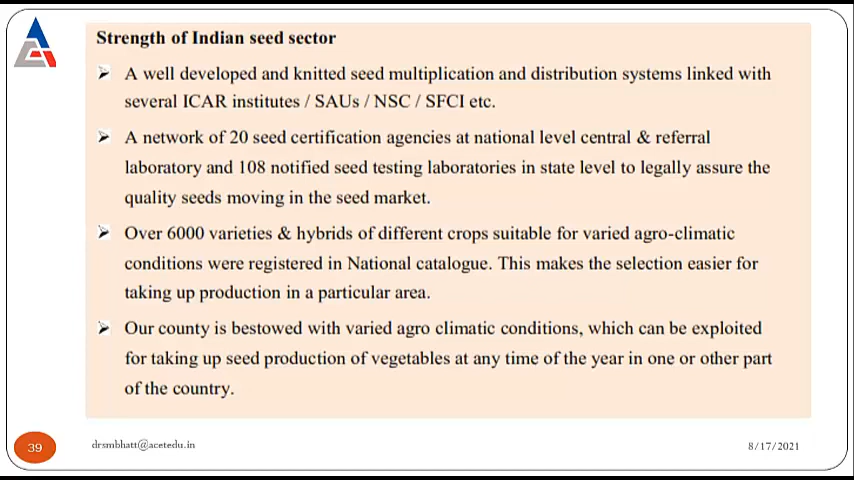 Strength of Indian seed sector
A well developed and knitted seed multiplication and distribution systems linked with
several ICAR institutes / SAUs / NSC / SFCI etc.
A network of 20 seed certification agencies at national level central & referral
laboratory and 108 notified seed testing laboratories in state level to legally assure the
quality seeds moving in the seed market.
Over 6000 varieties & hybrids of different crops suitable for varied agro-climatic
conditions were registered in National catalogue. This makes the selection easier for
taking up production in a particular area.
Our county is bestowed with varied agro climatic conditions, which can be exploited
for taking up seed production of vegetables at any time of the year in one or other part
of the country.
39
drsmbhatt@acetedu.in
8/17/2021